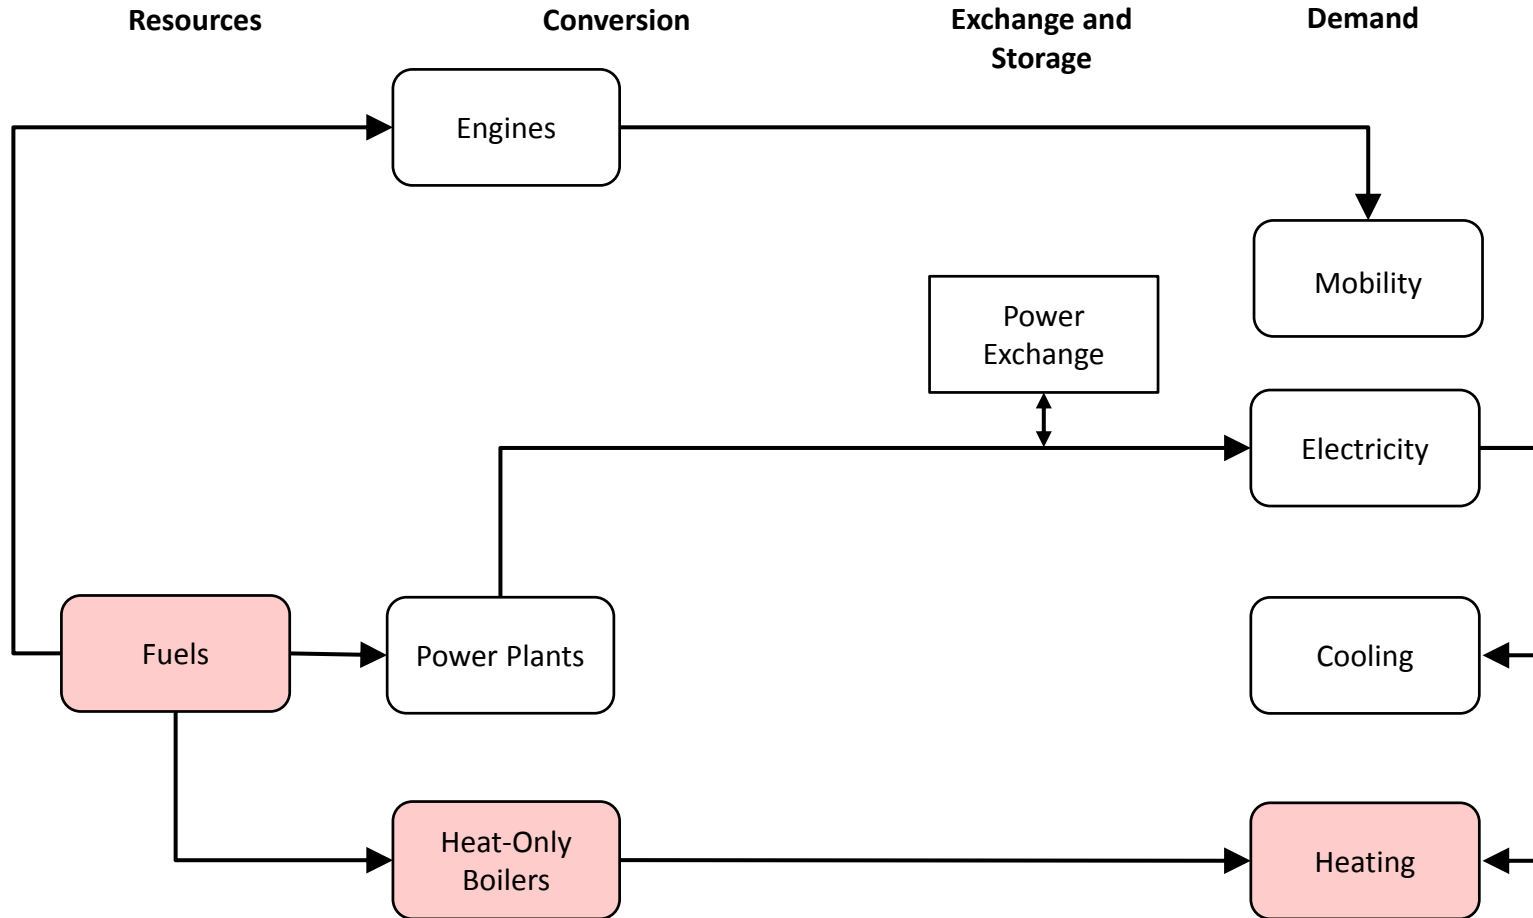 Resources
Conversion
Exchange and
Storage
Demand
Engines
Mobility
Power
Exchange
Electricity
Fuels
Power Plants
Cooling
Heat-Only
Boilers
Heating